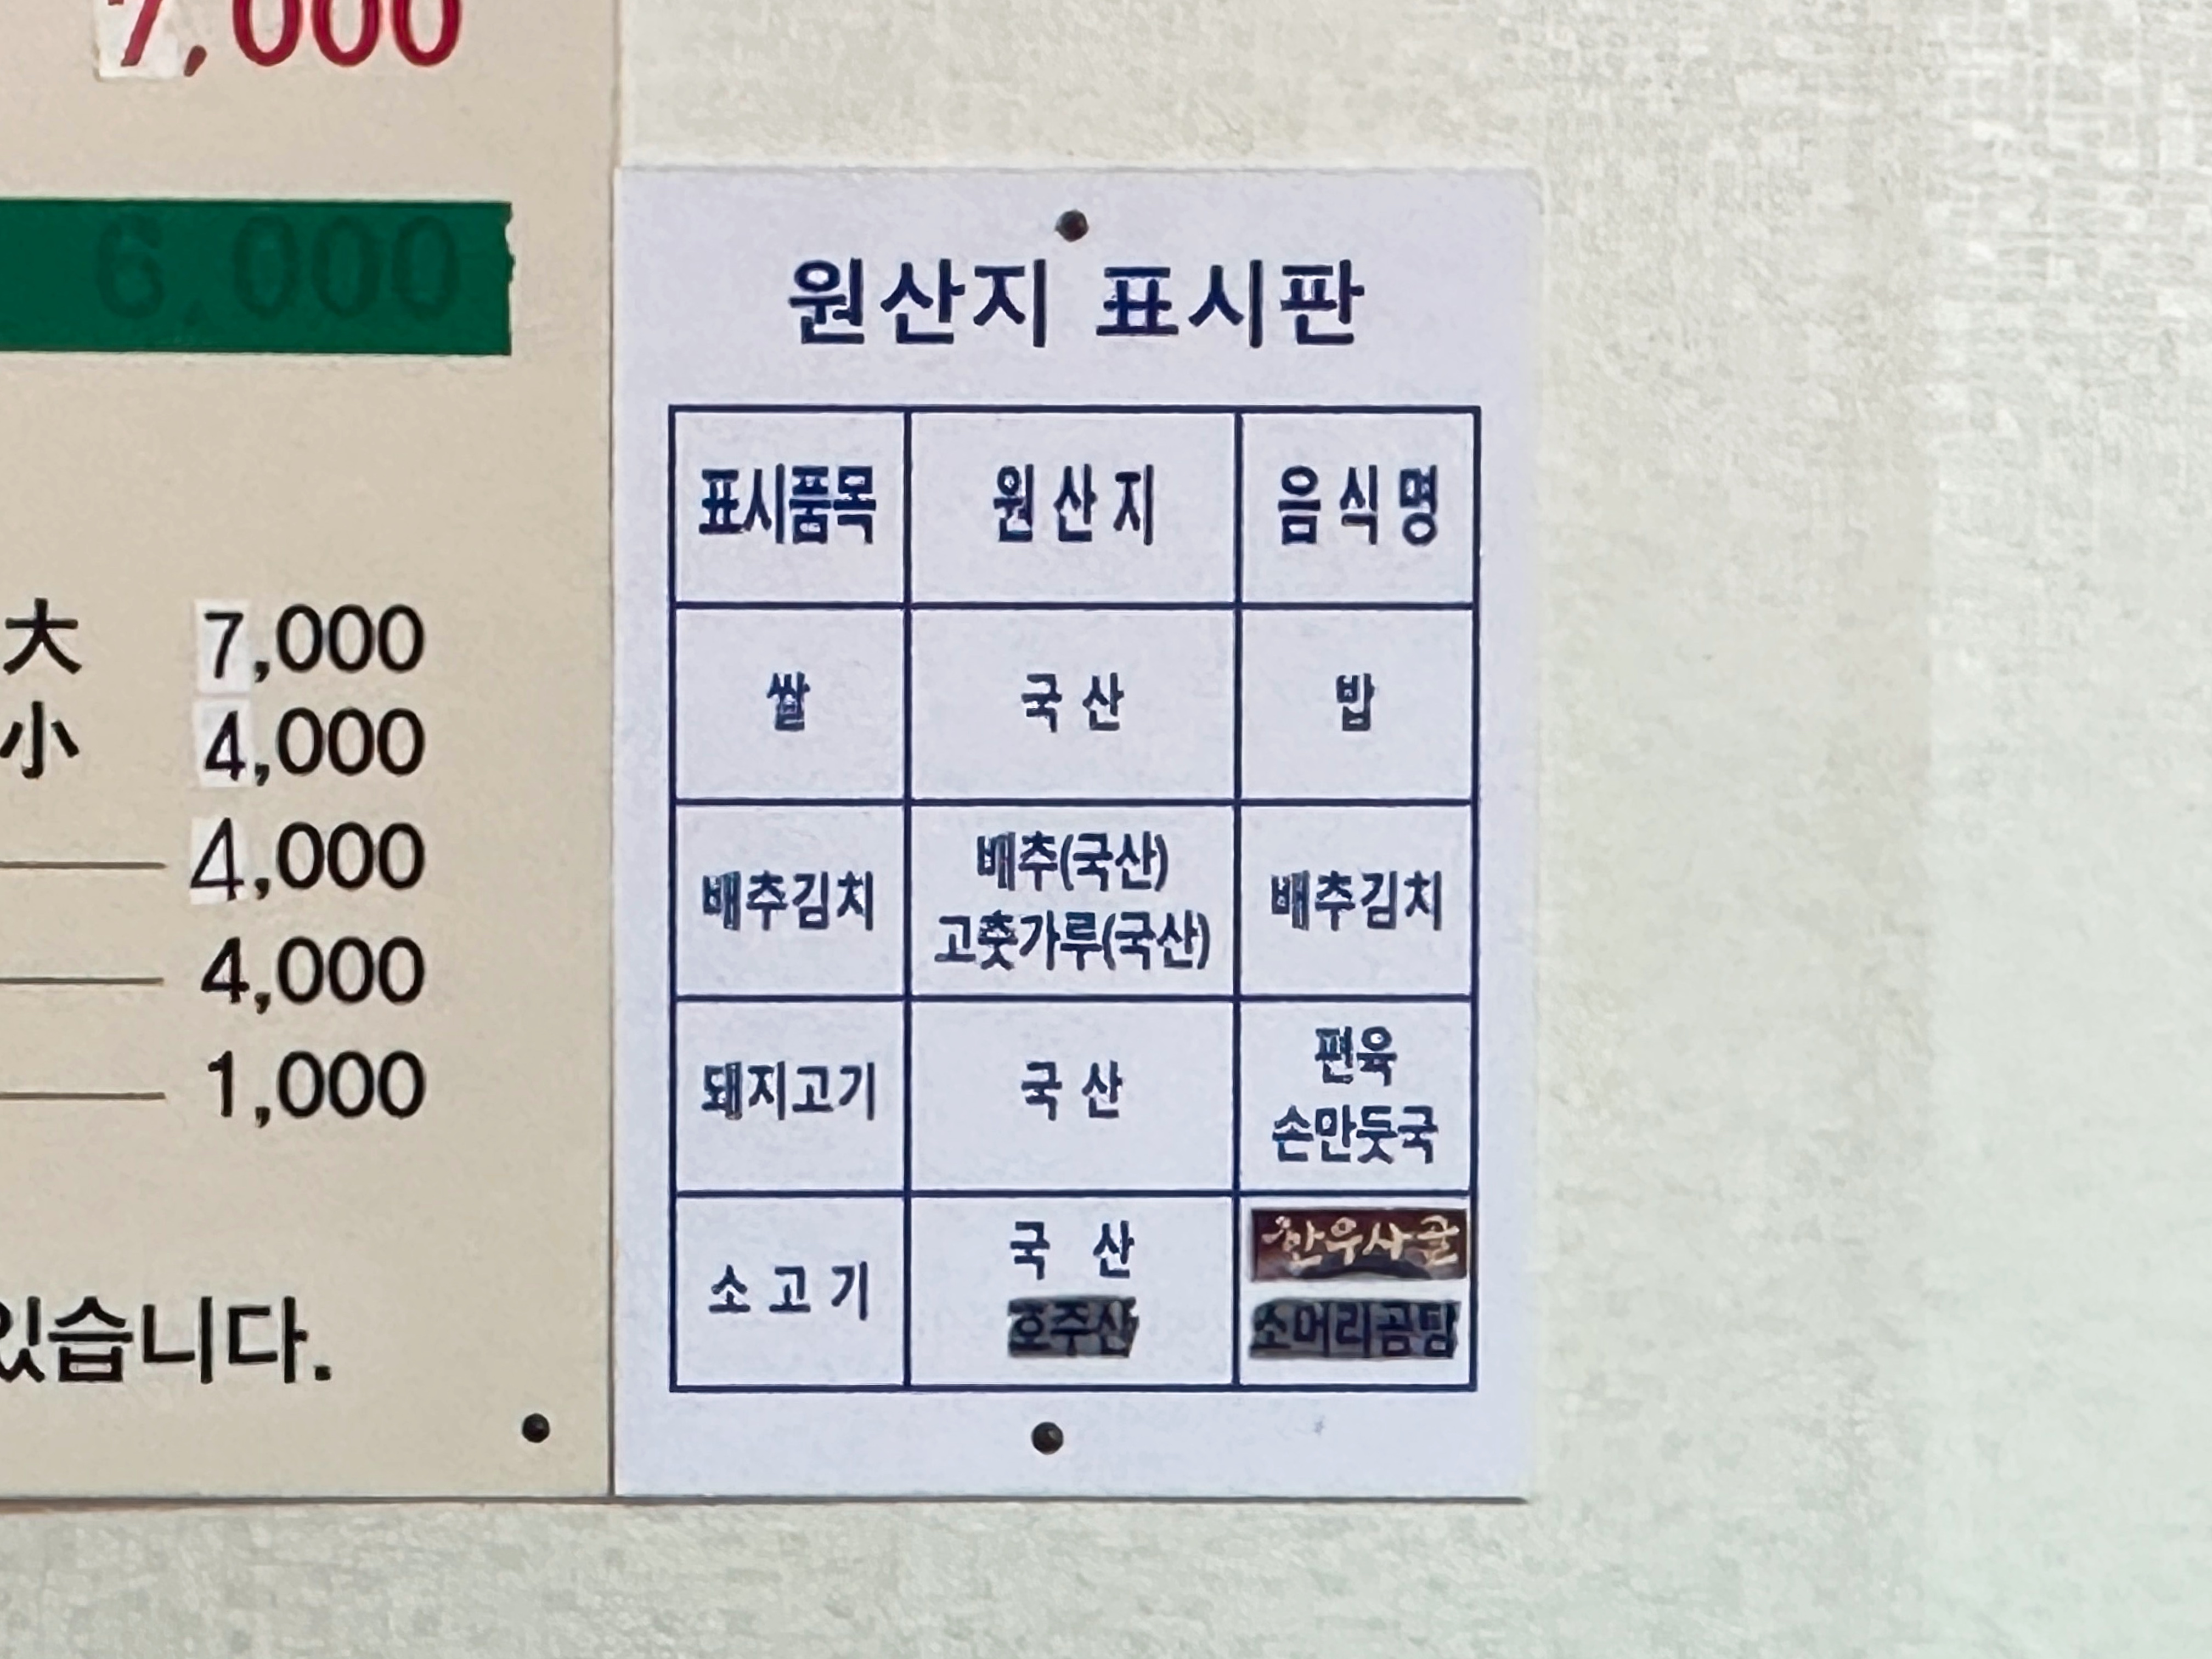 7,000
6,000
大 7,000
小 4,000
4,000
4,000
1,000
있습니다.
원산지 표시판
표시품목 원산지 음식명
쌀 국산 밥
배추김치 배추(국산) 고춧가루(국산) 배추김치
돼지고기 국산 편육 손만둣국
소고기 국산 호주산 한우사골 소머리곰탕